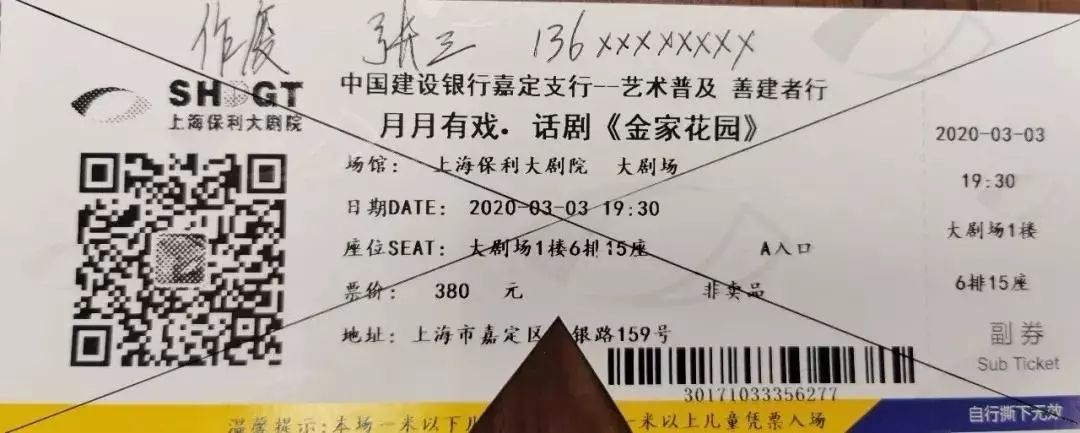 作废 张三 136xxxxxxxx
SHOGT
上海保利大剧院
中国建设银行嘉定支行--艺术普及 善建者行
月月有戏. 话剧《金家花园》
场馆: 上海保利大剧院 大剧场
日期DATE: 2020-03-03 19:30
座位SEAT: 大剧场1楼6排15座 A入口
票价: 380 元 非卖品
地址: 上海市嘉定区 银路159号
30171033356277
温馨提示:本场一米以下儿 一米以上儿童凭票入场
2020-03-03
19:30
大剧场1楼
6排15座
副券
Sub Ticket
自行撕下无效